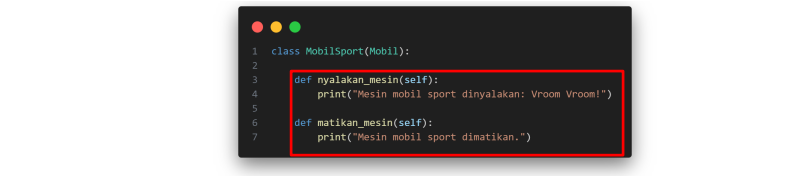 1 class MobilSport(Mobil):
2
3 def nyalakan_mesin(self):
4 print("Mesin mobil sport dinyalakan: Vroom Vroom!")
5
6 def matikan_mesin(self):
7 print("Mesin mobil sport dimatikan.")